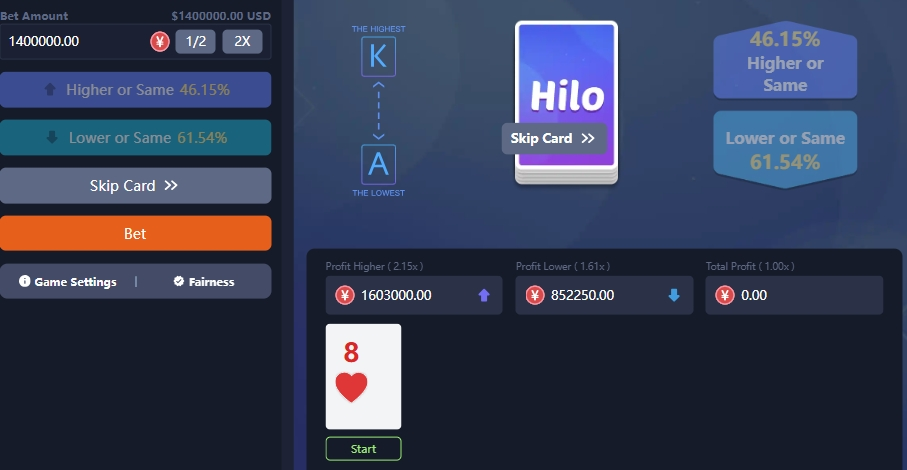 Bet Amount
$1400000.00 USD
1400000.00
¥
1/2
2X
Higher or Same 46.15%
Lower or Same 61.54%
Skip Card
Bet
Game Settings
Fairness
THE HIGHEST
K
A
THE LOWEST
Hilo
Skip Card
46.15%
Higher or
Same
Lower or Same
61.54%
Profit Higher ( 2.15x )
¥ 1603000.00
Profit Lower ( 1.61x )
¥ 852250.00
Total Profit ( 1.00x )
¥ 0.00
8
Start